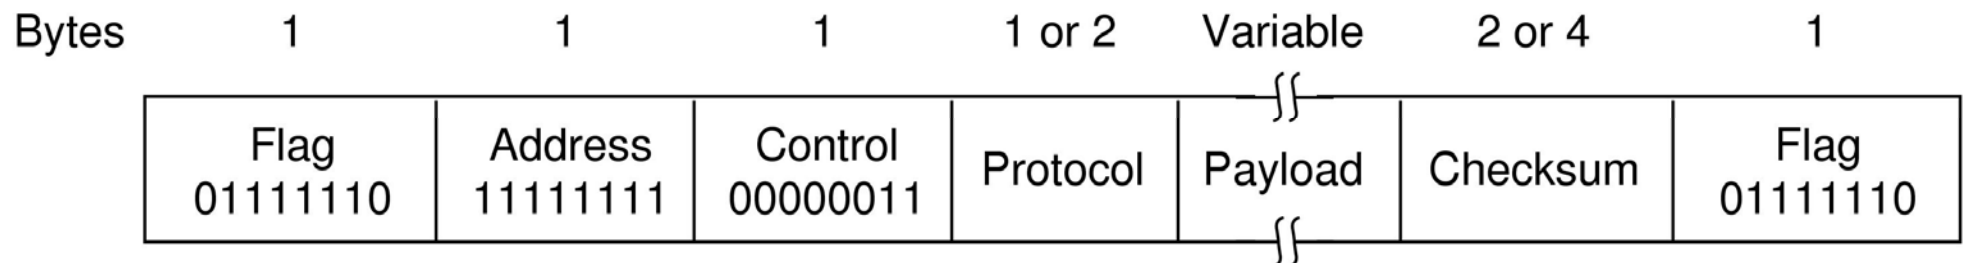 Bytes 1 1 1 1 or 2 Variable 2 or 4 1
Flag Address Control Protocol Payload Checksum Flag
01111110 11111111 00000011 01111110